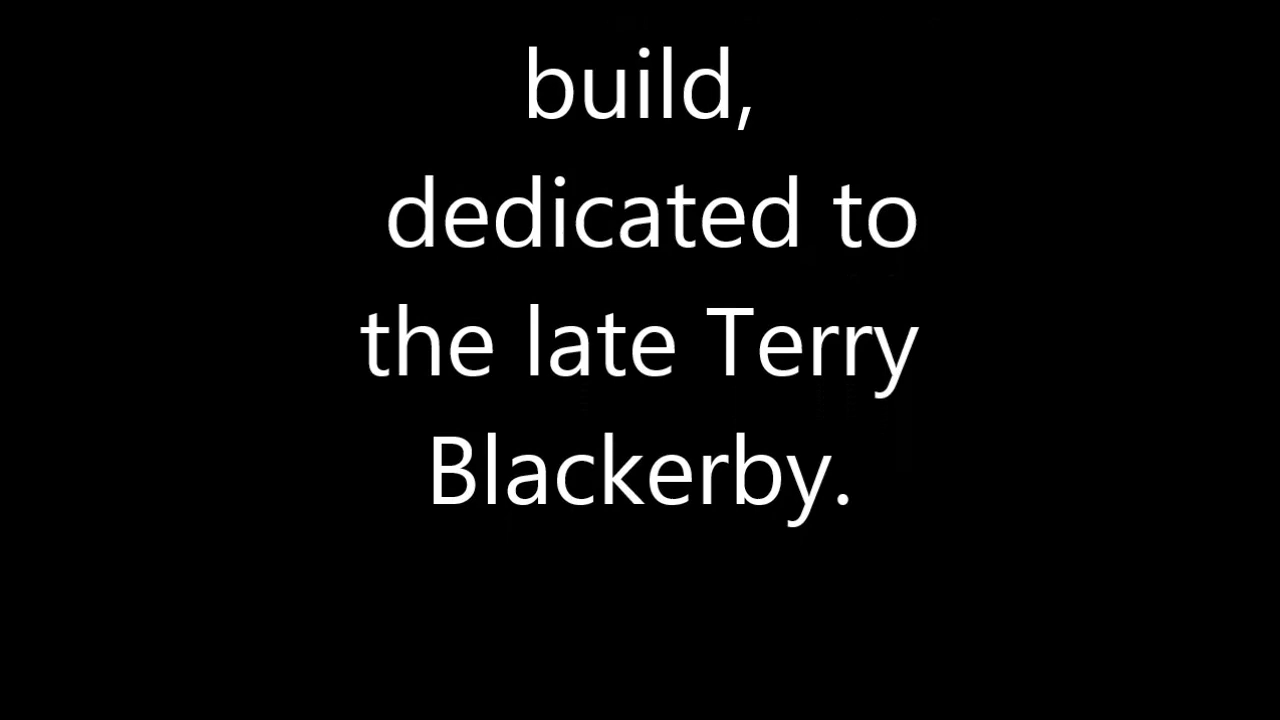 build,
dedicated to
the late Terry
Blackerby.